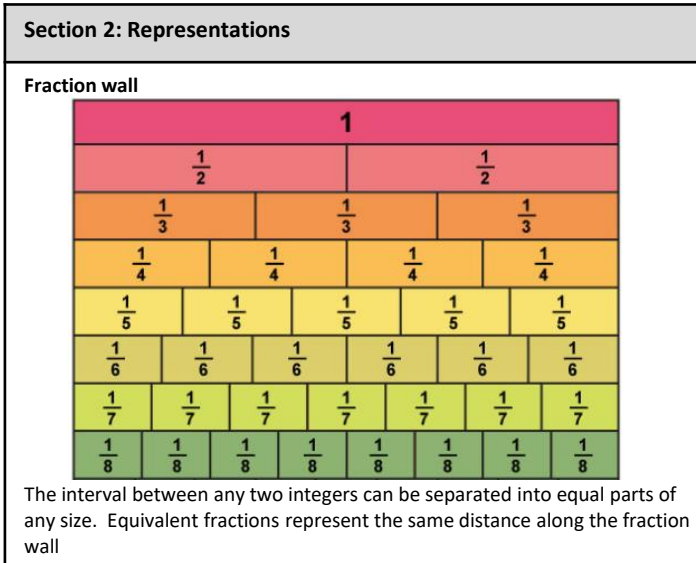 Section 2: Representations
Fraction wall
1
1/2 1/2
1/3 1/3 1/3
1/4 1/4 1/4 1/4
1/5 1/5 1/5 1/5 1/5
1/6 1/6 1/6 1/6 1/6 1/6
1/7 1/7 1/7 1/7 1/7 1/7 1/7
1/8 1/8 1/8 1/8 1/8 1/8 1/8 1/8
The interval between any two integers can be separated into equal parts of
any size. Equivalent fractions represent the same distance along the fraction
wall